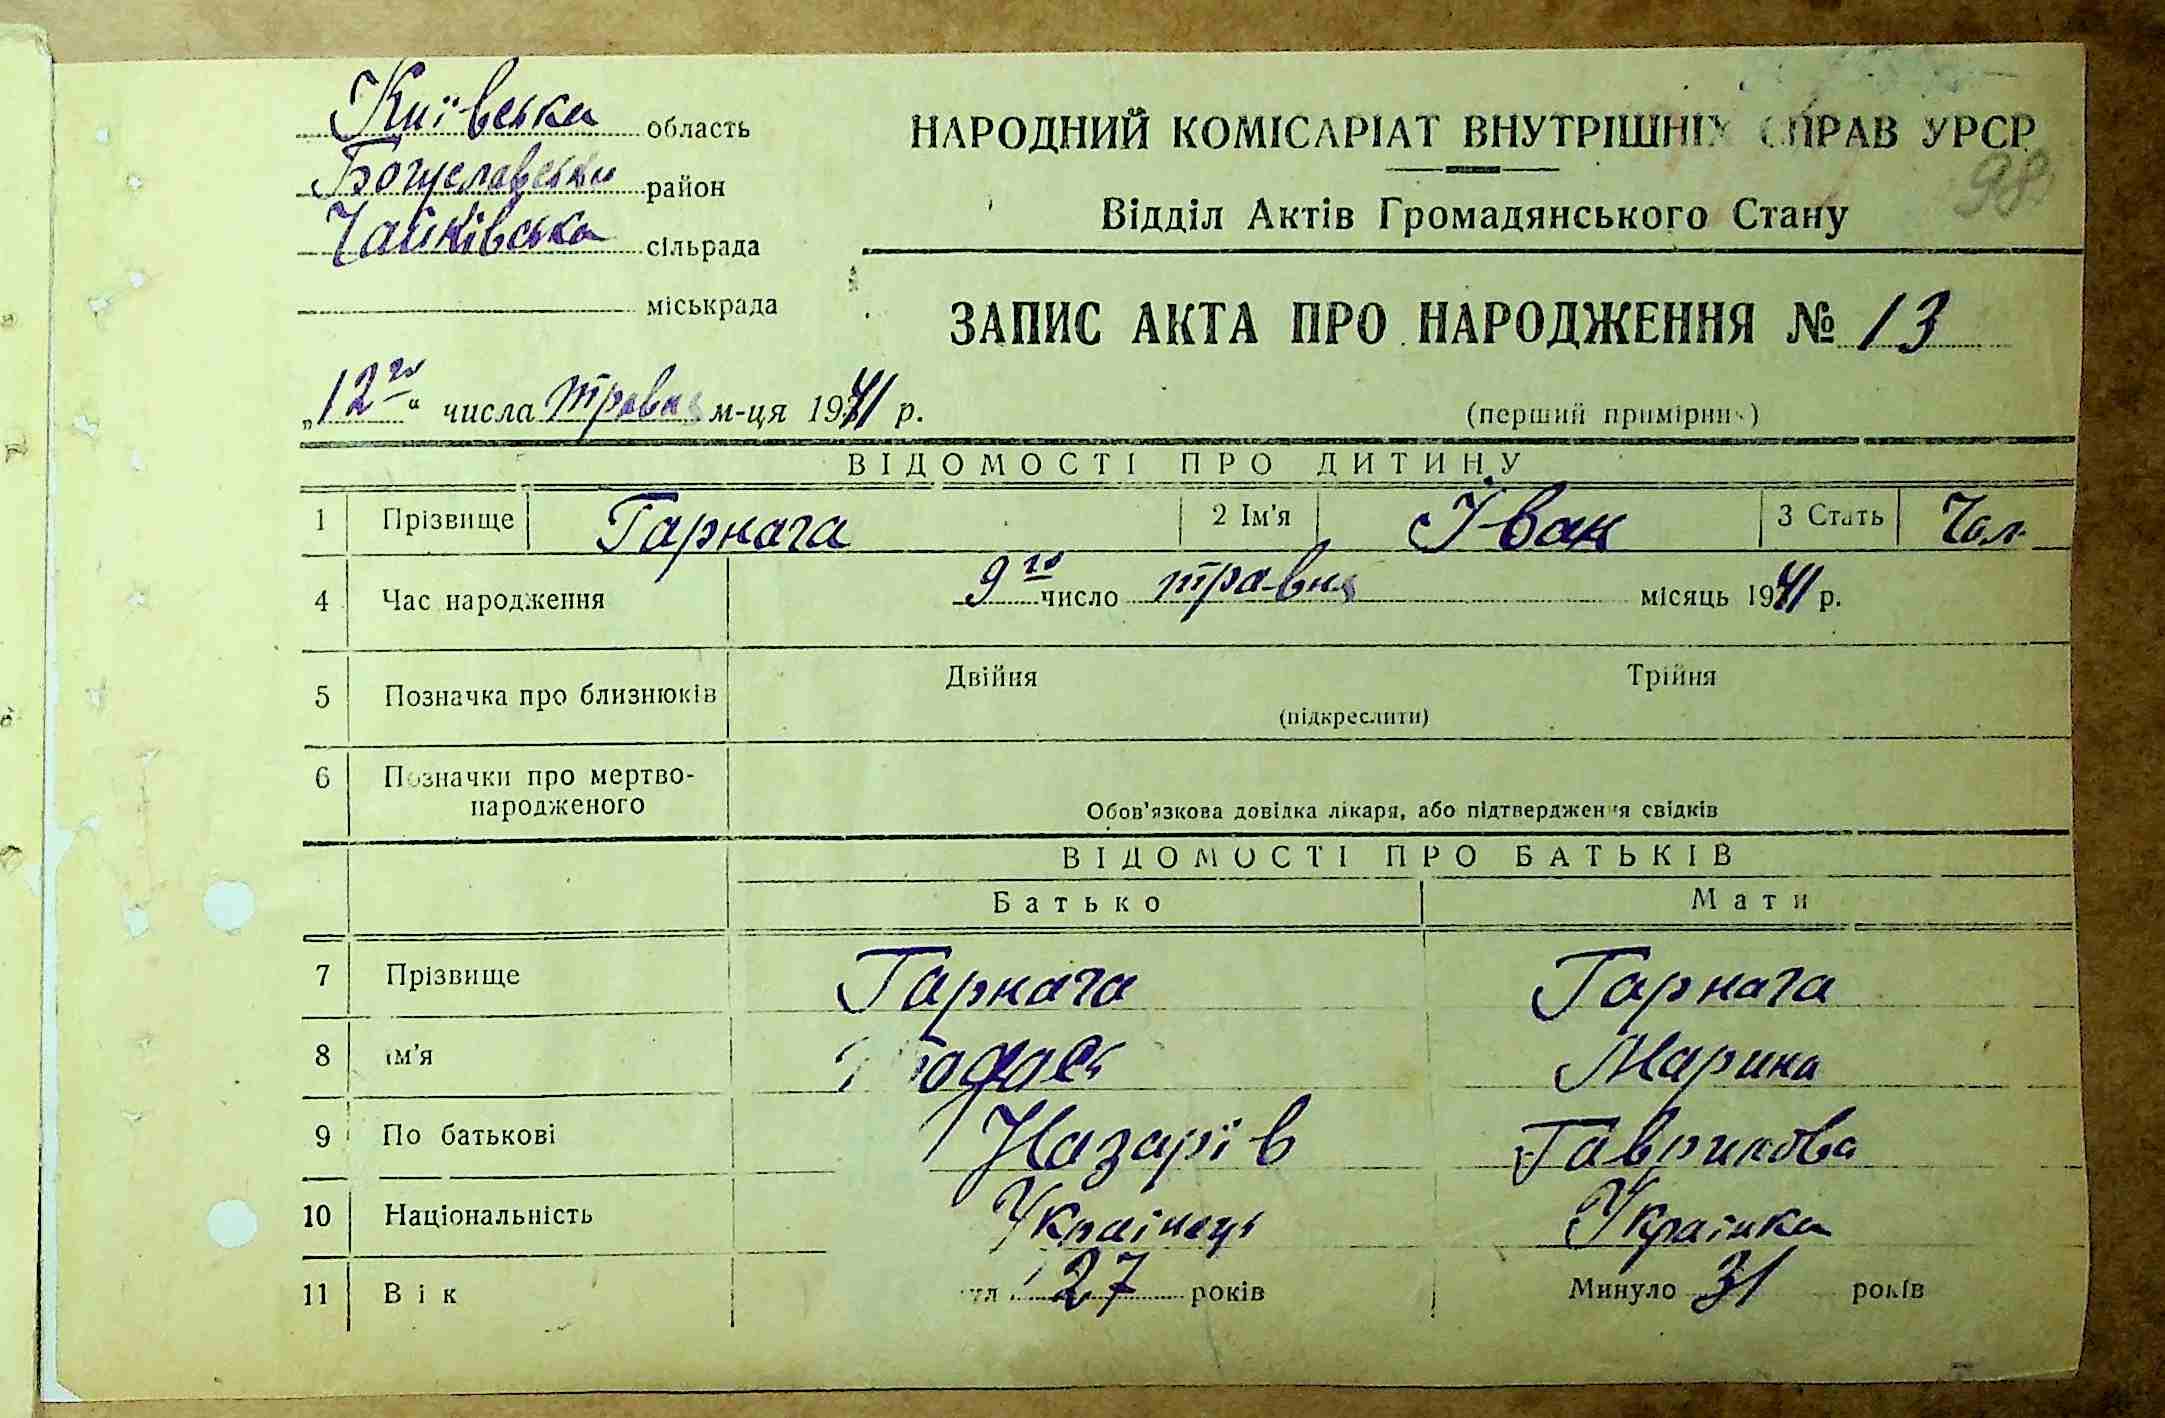 Київська область
Богуславський район
Чайківська сільрада
міськрада
НАРОДНИЙ КОМІСАРІАТ ВНУТРІШНІХ СПРАВ УРСР
98
Відділ Актів Громадянського Стану
ЗАПИС АКТА ПРО НАРОДЖЕННЯ № 13
„12го“ числа травня м-ця 1941 р.
(перший примірник)
ВІДОМОСТІ ПРО ДИТИНУ
1 Прізвище Гарнага 2 Ім'я Іван 3 Стать Чол.
4 Час народження 9го число травня місяць 1941 р.
5 Позначка про близнюків Двійня Трійня
(підкреслити)
6 Позначки про мертво-
народженого
Обов'язкова довідка лікаря, або підтвердження свідків
ВІДОМОСТІ ПРО БАТЬКІВ
Батько Мати
7 Прізвище Гарнага Гарнага
8 Ім'я Марина
9 По батькові Назарів Гаврилова
10 Національність Українець Українка
11 Вік 27 років Минуло 31 років